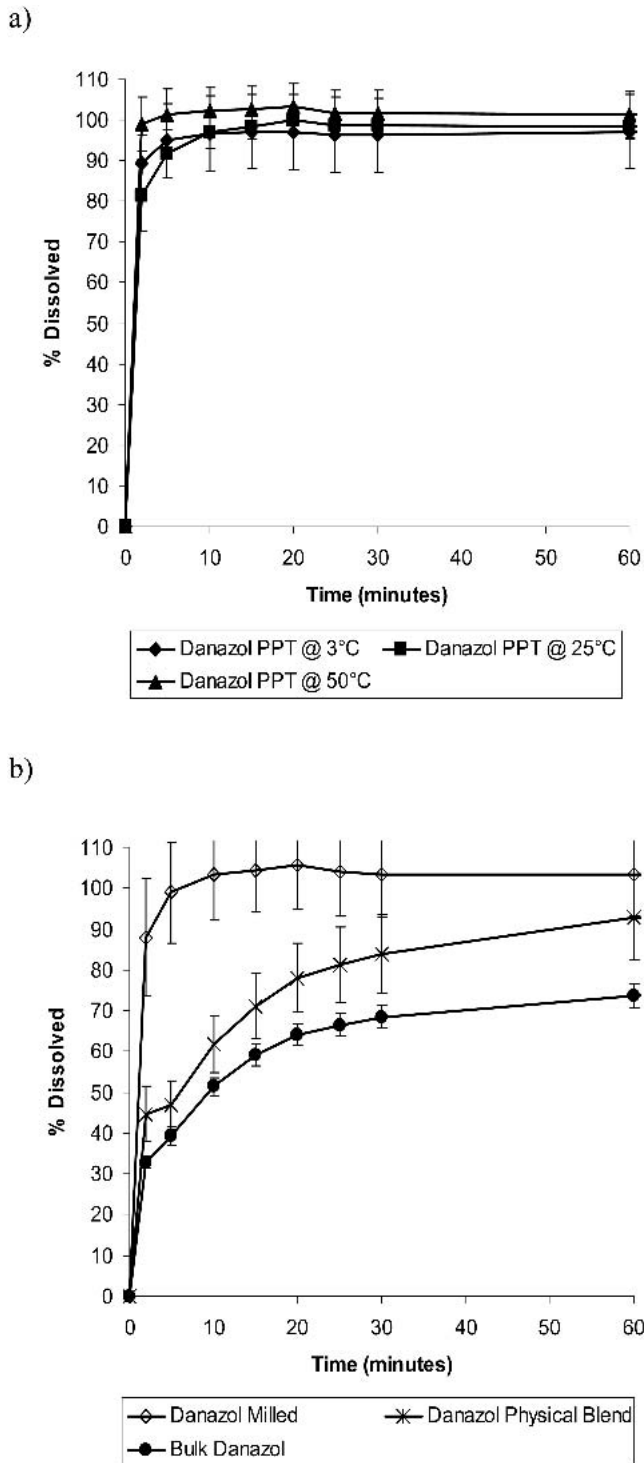 a)
110
100
90
80
70
60
50
40
30
20
10
0
% Dissolved
0 10 20 30 40 50 60
Time (minutes)
Danazol PPT @ 3°C Danazol PPT @ 25°C
Danazol PPT @ 50°C
b)
110
100
90
80
70
60
50
40
30
20
10
0
% Dissolved
0 10 20 30 40 50 60
Time (minutes)
Danazol Milled Danazol Physical Blend
Bulk Danazol